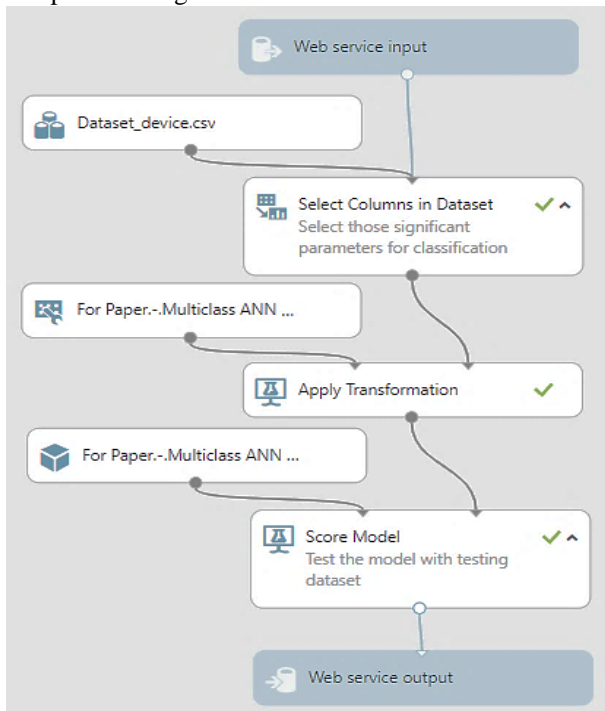 Web service input
Dataset_device.csv
Select Columns in Dataset
Select those significant
parameters for classification
For Paper.-.Multiclass ANN ...
Apply Transformation
For Paper.-.Multiclass ANN ...
Score Model
Test the model with testing
dataset
Web service output